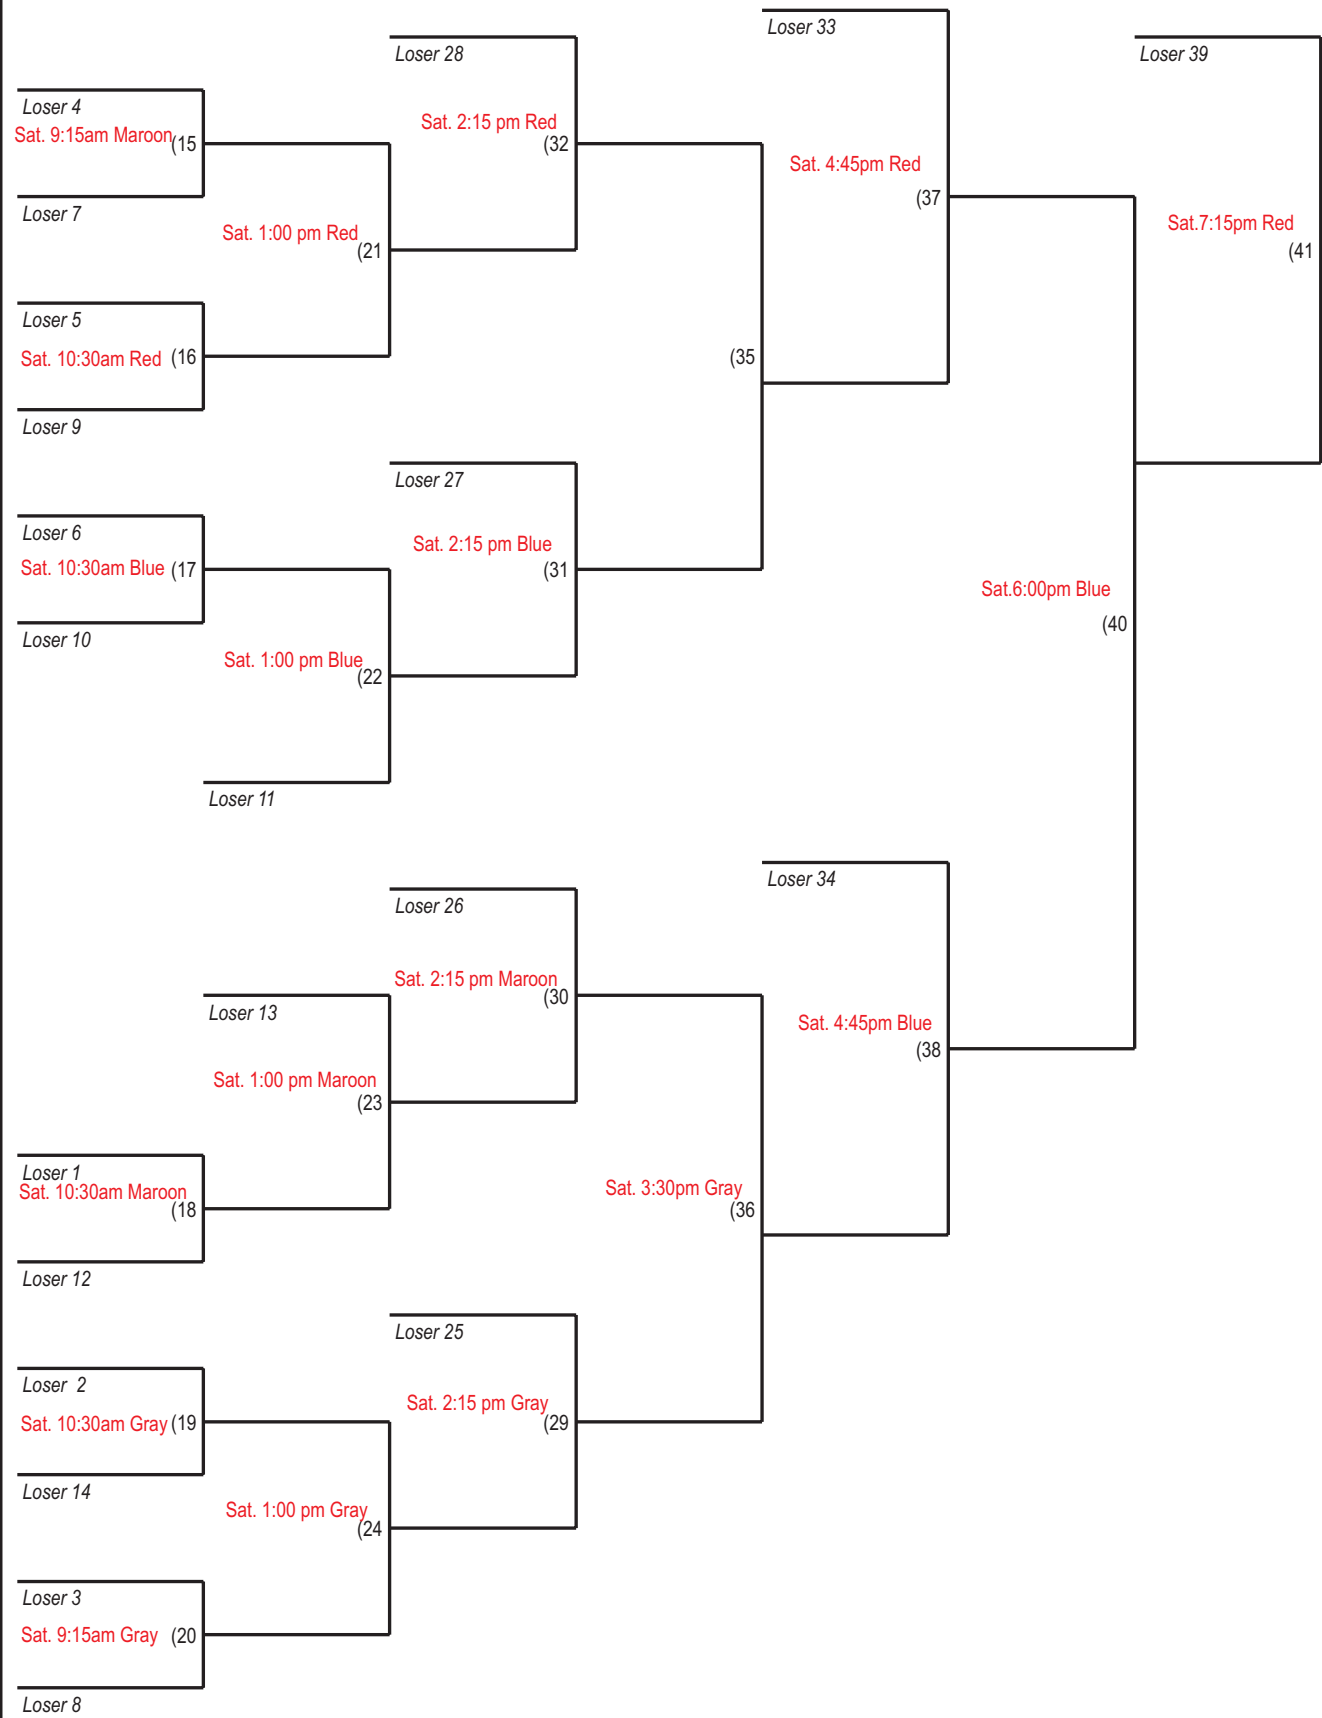 Loser 33
Loser 28
Loser 39
Loser 4
Sat. 9:15am Maroon
(15
Sat. 2:15 pm Red
(32
Sat. 4:45pm Red
(37
Loser 7
Sat. 1:00 pm Red
(21
Sat.7:15pm Red
(41
Loser 5
Sat. 10:30am Red (16
(35
Loser 9
Loser 27
Loser 6
Sat. 10:30am Blue (17
Sat. 2:15 pm Blue
(31
Sat.6:00pm Blue
(40
Loser 10
Sat. 1:00 pm Blue
(22
Loser 11
Loser 34
Loser 26
Sat. 2:15 pm Maroon
(30
Loser 13
Sat. 4:45pm Blue
(38
Sat. 1:00 pm Maroon
(23
Loser 1
Sat. 10:30am Maroon
(18
Sat. 3:30pm Gray
(36
Loser 12
Loser 25
Loser 2
Sat. 10:30am Gray (19
Sat. 2:15 pm Gray
(29
Loser 14
Sat. 1:00 pm Gray
(24
Loser 3
Sat. 9:15am Gray (20
Loser 8